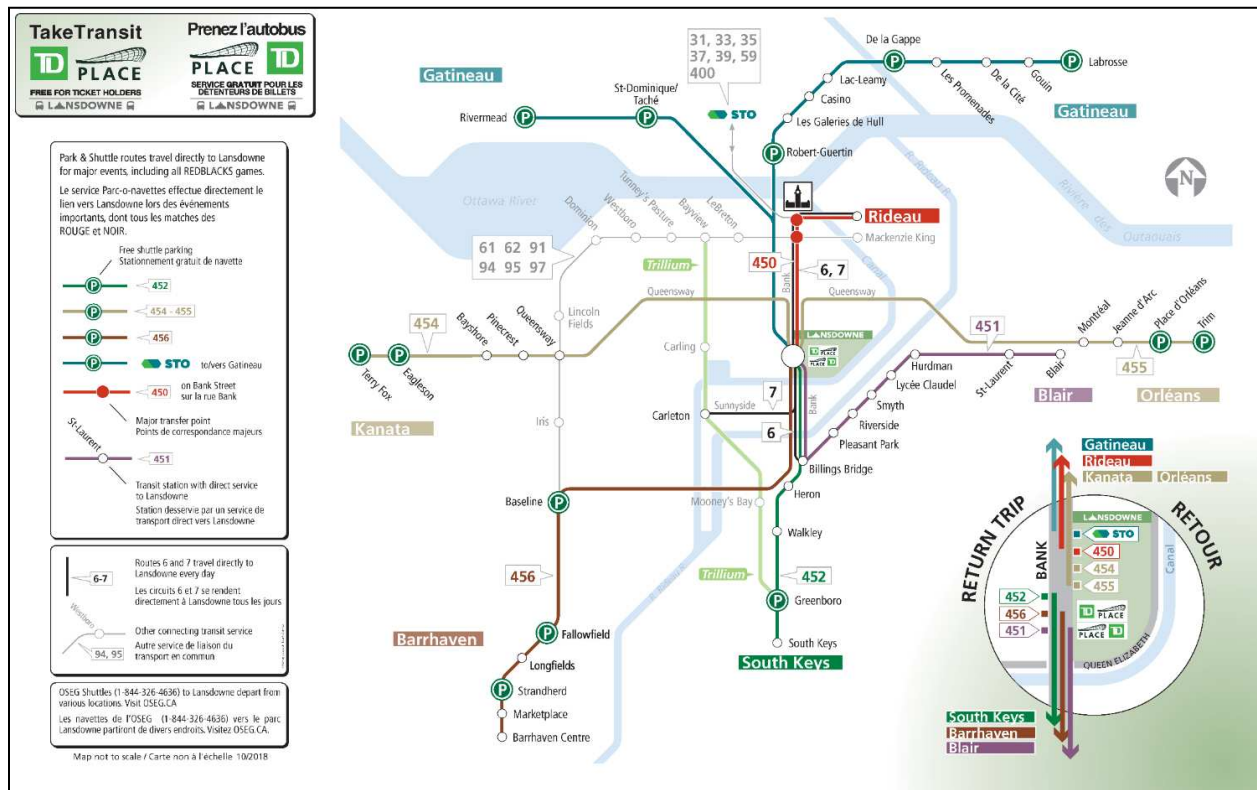 TakeTransit
TD PLACE
FREE FOR TICKET HOLDERS
LANSDOWNE
Prenez l'autobus
PLACE TD
SERVICE GRATUIT POUR LES
DÉTENTEURS DE BILLETS
LANSDOWNE
Park & Shuttle routes travel directly to Lansdowne
for major events, including all REDBLACKS games.
Le service Parc-o-navettes effectue directement le
lien vers Lansdowne lors des événements
importants, dont tous les matches des
ROUGE et NOIR.
Free shuttle parking
Stationnement gratuit de navette
P 452
P 454 - 455
P 456
P STO to/vers Gatineau
450 on Bank Street
sur la rue Bank
Major transfer point
Points de correspondance majeurs
St-Laurent
451
Transit station with direct service
to Lansdowne
Station desservie par un service de
transport direct vers Lansdowne
6-7
Routes 6 and 7 travel directly to
Lansdowne every day
Les circuits 6 et 7 se rendent
directement à Lansdowne tous les jours
Westboro
94, 95
Other connecting transit service
Autre service de liaison du
transport en commun
OSEG Shuttles (1-844-326-4636) to Lansdowne depart from
various locations. Visit OSEG.CA
Les navettes de l'OSEG (1-844-326-4636) vers le parc
Lansdowne partiront de divers endroits. Visitez OSEG.CA.
Map not to scale / Carte non à l'échelle 10/2018
Gatineau
Rivermead
P
St-Dominique/
Taché
P
31, 33, 35
37, 39, 59
400
STO
De la Gappe
P
Lac-Leamy
Casino
Les Galeries de Hull
Robert-Guertin
P
Les Promenades
De la Cité
Gouin
P
Labrosse
Gatineau
N
R. Rideau R.
Rivière des
Outaouais
Ottawa River
Canal
Rideau
Mackenzie King
Dominion
Westboro
Tunney's Pasture
Bayview
LeBreton
61 62 91
94 95 97
Trillium
450
Bank
6, 7
Queensway
Queensway
Lincoln
Fields
454
Bayshore
Pinecrest
Queensway
P
P
Terry Fox
Eagleson
Kanata
Carling
LANSDOWNE
TD PLACE
PLACE TD
451
Montréal
Jeanne d'Arc
Place d'Orléans
Trim
P
P
455
Orléans
Hurdman
Lycée Claudel
Smyth
Riverside
Pleasant Park
Billings Bridge
St-Laurent
Blair
Blair
Iris
Carleton
Sunnyside
7
Bank
6
Baseline
P
Heron
Mooney's Bay
Walkley
Trillium
452
P
Greenboro
South Keys
South Keys
R. Rideau R.
456
Barrhaven
P
Fallowfield
Longfields
P
Strandherd
Marketplace
Barrhaven Centre
Gatineau
Rideau
Kanata
Orléans
RETURN TRIP
RETOUR
BANK
LANSDOWNE
STO
450
454
455
452
456
451
TD PLACE
PLACE TD
Canal
QUEEN ELIZABETH
South Keys
Barrhaven
Blair